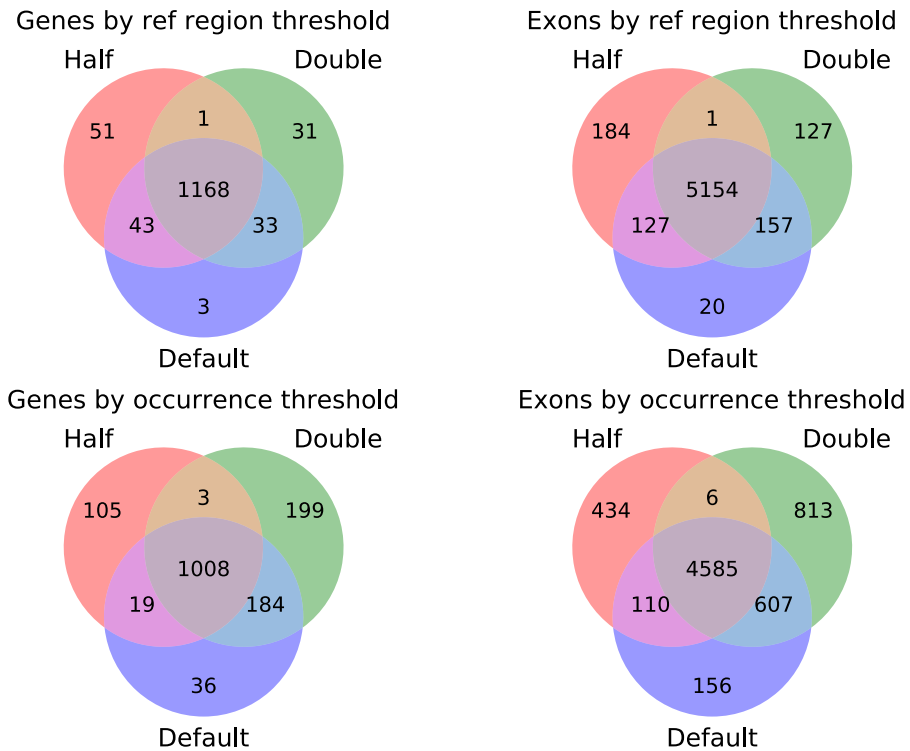 Genes by ref region threshold
Half Double
51 1 31
1168
43 33
3
Default
Exons by ref region threshold
Half Double
184 1 127
5154
127 157
20
Default
Genes by occurrence threshold
Half Double
105 3 199
1008
19 184
36
Default
Exons by occurrence threshold
Half Double
434 6 813
4585
110 607
156
Default